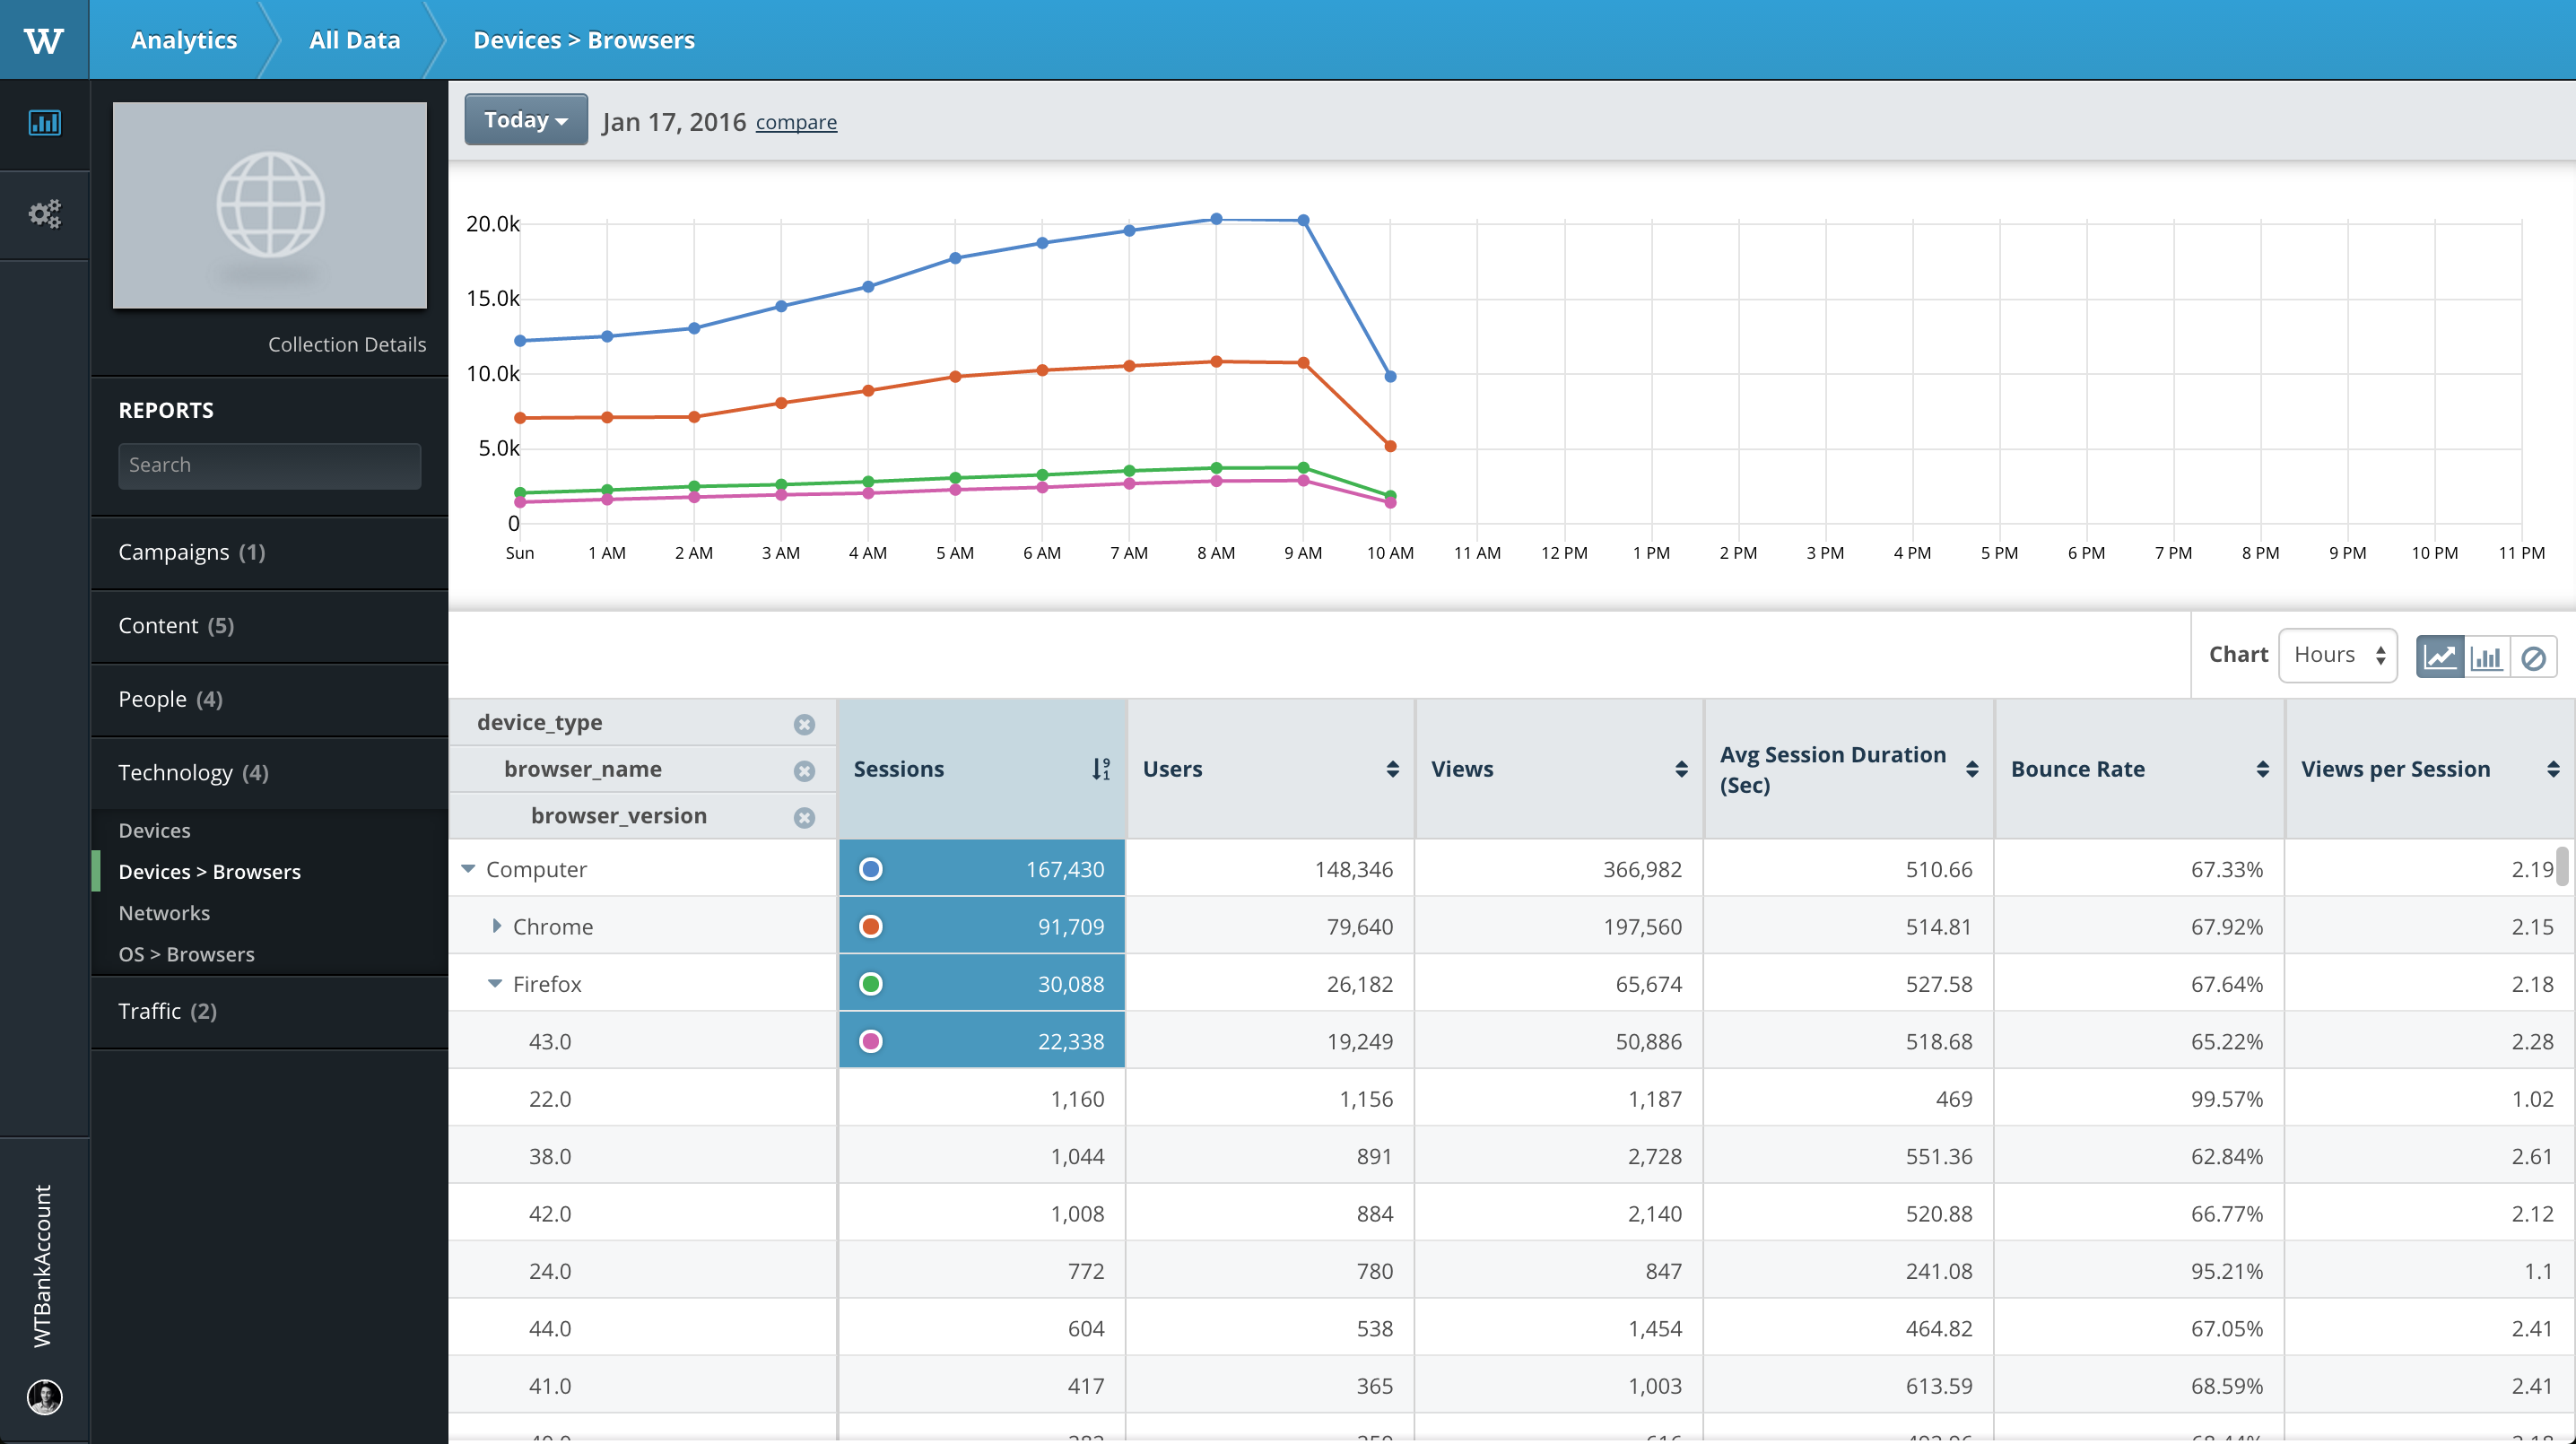 W
Analytics
All Data
Devices > Browsers
Collection Details
REPORTS
Search
Campaigns (1)
Content (5)
People (4)
Technology (4)
Devices
Devices > Browsers
Networks
OS > Browsers
Traffic (2)
WTBankAccount
Today
Jan 17, 2016 compare
20.0k
15.0k
10.0k
5.0k
0
Sun 1 AM 2 AM 3 AM 4 AM 5 AM 6 AM 7 AM 8 AM 9 AM 10 AM 11 AM 12 PM 1 PM 2 PM 3 PM 4 PM 5 PM 6 PM 7 PM 8 PM 9 PM 10 PM 11 PM
Chart Hours
device_type
browser_name
browser_version
Sessions
Users
Views
Avg Session Duration
(Sec)
Bounce Rate
Views per Session
Computer 167,430 148,346 366,982 510.66 67.33% 2.19
Chrome 91,709 79,640 197,560 514.81 67.92% 2.15
Firefox 30,088 26,182 65,674 527.58 67.64% 2.18
43.0 22,338 19,249 50,886 518.68 65.22% 2.28
22.0 1,160 1,156 1,187 469 99.57% 1.02
38.0 1,044 891 2,728 551.36 62.84% 2.61
42.0 1,008 884 2,140 520.88 66.77% 2.12
24.0 772 780 847 241.08 95.21% 1.1
44.0 604 538 1,454 464.82 67.05% 2.41
41.0 417 365 1,003 613.59 68.59% 2.41